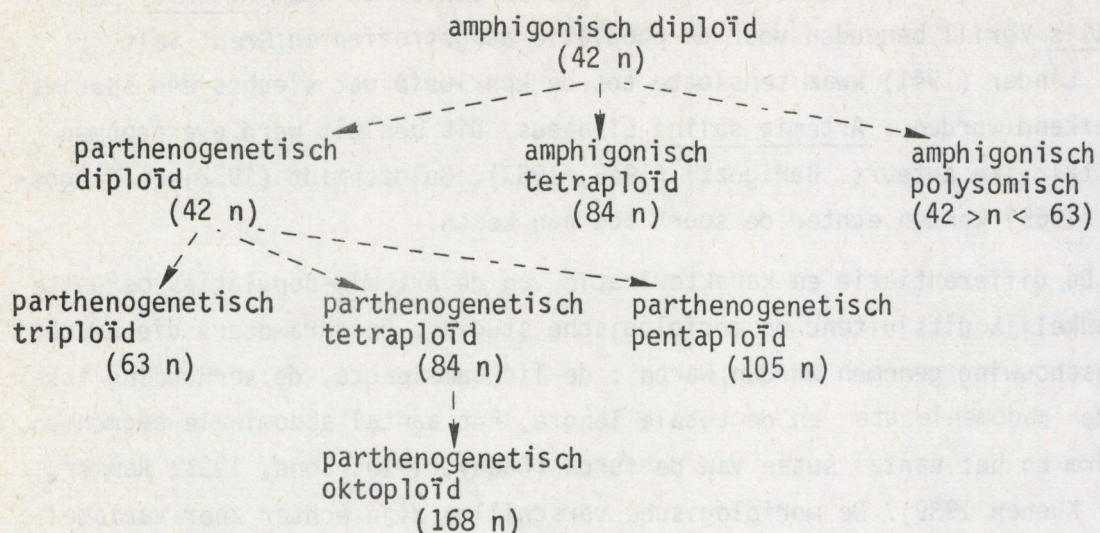 amphigonisch diploïd
(42 n)
parthenogenetisch
diploïd
(42 n)
amphigonisch
tetraploïd
(84 n)
amphigonisch
polysomisch
(42 > n > 63)
parthenogenetisch
triploïd
(63 n)
parthenogenetisch
tetraploïd
(84 n)
parthenogenetisch
pentaploïd
(105 n)
parthenogenetisch
oktoploïd
(168 n)